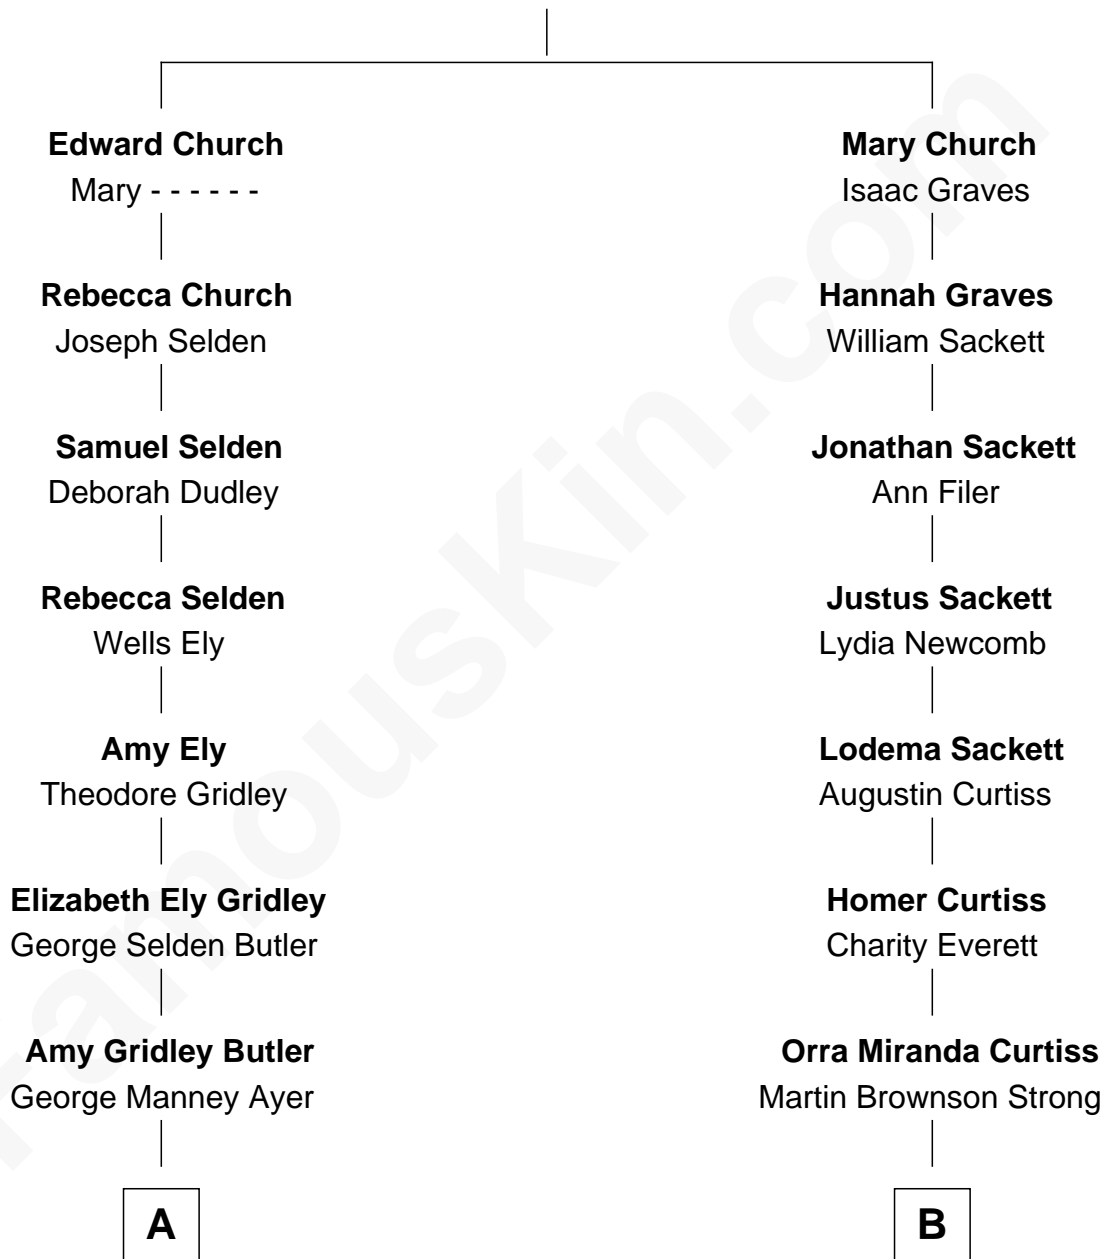 Edward Church
Mary - - - - - -
Mary Church
Isaac Graves
Rebecca Church
Joseph Selden
Hannah Graves
William Sackett
Samuel Selden
Deborah Dudley
Jonathan Sackett
Ann Filer
Rebecca Selden
Wells Ely
Justus Sackett
Lydia Newcomb
Amy Ely
Theodore Gridley
Lodema Sackett
Augustin Curtiss
Elizabeth Ely Gridley
George Selden Butler
Homer Curtiss
Charity Everett
Amy Gridley Butler
George Manney Ayer
Orra Miranda Curtiss
Martin Brownson Strong
A
B
famouskin.com